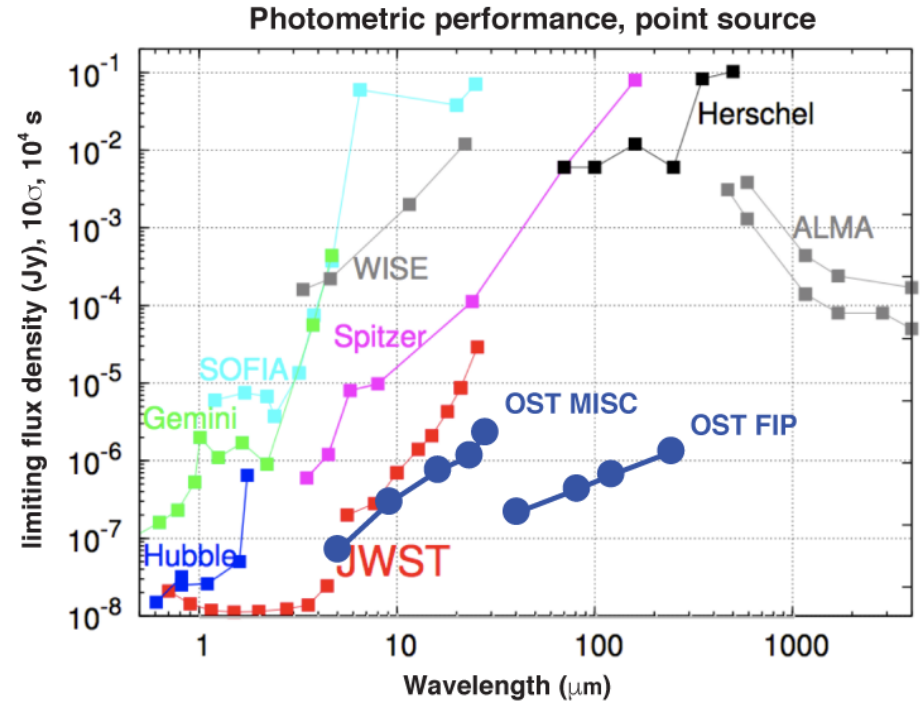 Photometric performance, point source
limiting flux density (Jy), 10σ, 10⁴ s
10⁻¹
10⁻²
10⁻³
10⁻⁴
10⁻⁵
10⁻⁶
10⁻⁷
10⁻⁸
Herschel
ALMA
WISE
Spitzer
SOFIA
OST MISC
Gemini
OST FIP
Hubble
JWST
1
10
100
1000
Wavelength (μm)